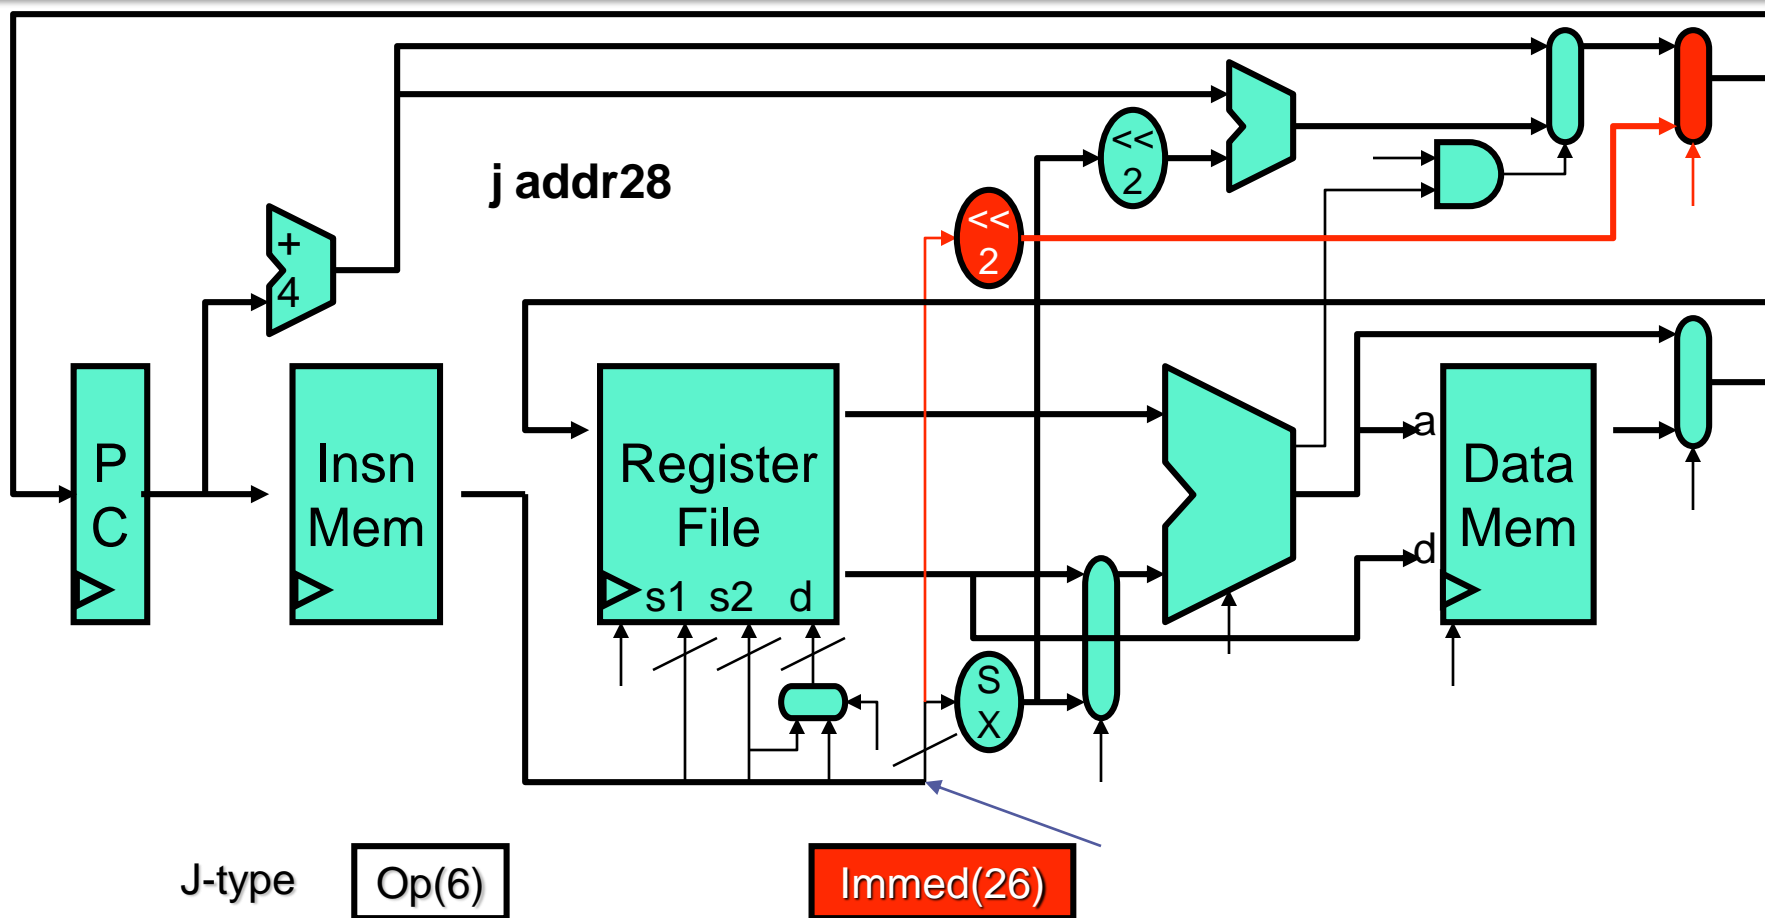 <<
2
j addr28
<<
2
+
4
P
C
Insn
Mem
Register
File
s1 s2 d
a
d
Data
Mem
S
X
J-type
Op(6)
Immed(26)